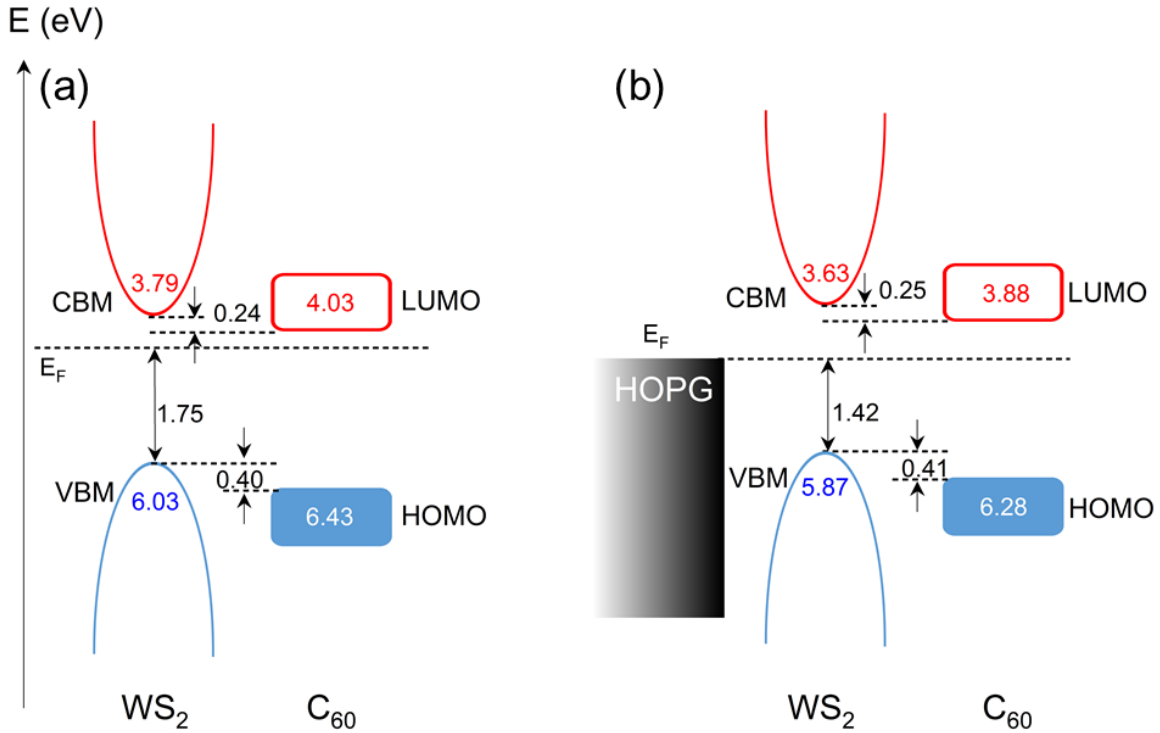 E (eV)
(a)
3.79
CBM
0.24
4.03
LUMO
E_F
1.75
VBM
0.40
6.03
6.43
HOMO
WS₂
C₆₀
(b)
3.63
CBM
0.25
3.88
LUMO
E_F
HOPG
1.42
VBM
0.41
5.87
6.28
HOMO
WS₂
C₆₀